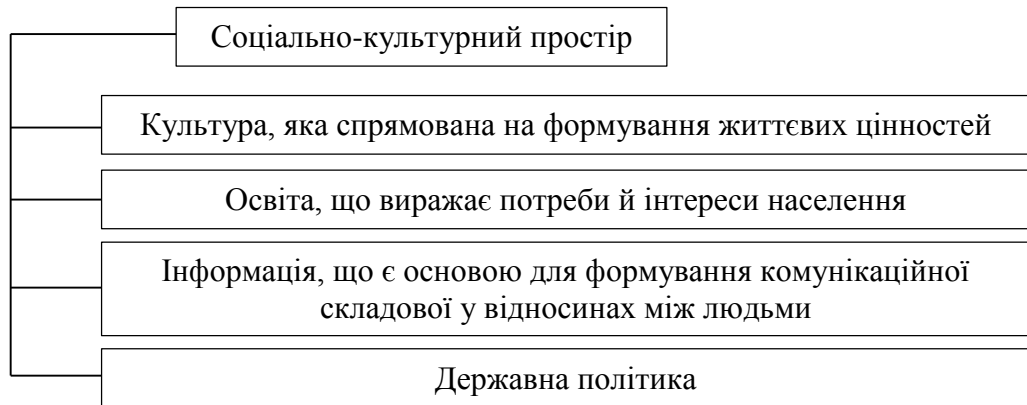 Соціально-культурний простір
Культура, яка спрямована на формування життєвих цінностей
Освіта, що виражає потреби й інтереси населення
Інформація, що є основою для формування комунікаційної
складової у відносинах між людьми
Державна політика